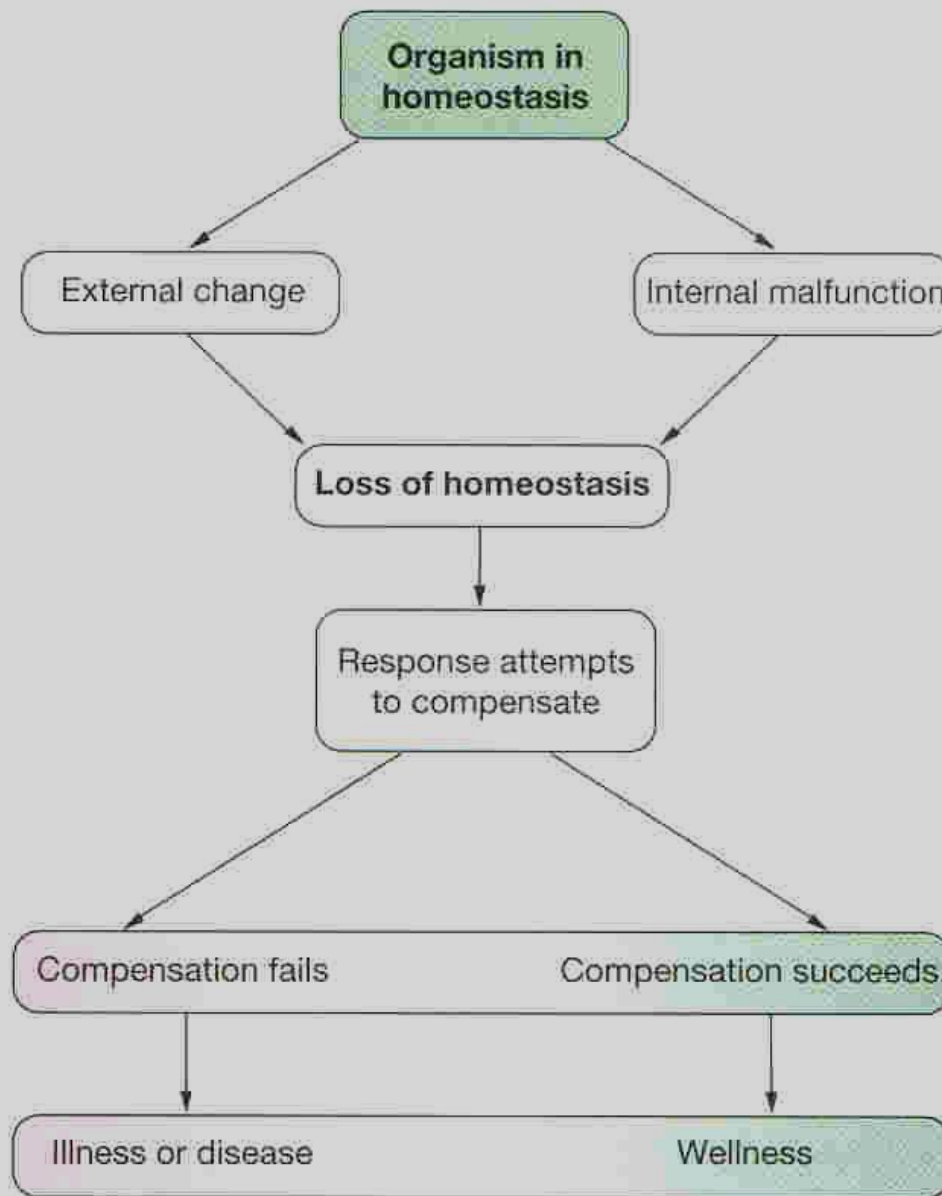 Organism in
homeostasis
External change
Internal malfunction
Loss of homeostasis
Response attempts
to compensate
Compensation fails
Compensation succeeds
Illness or disease
Wellness